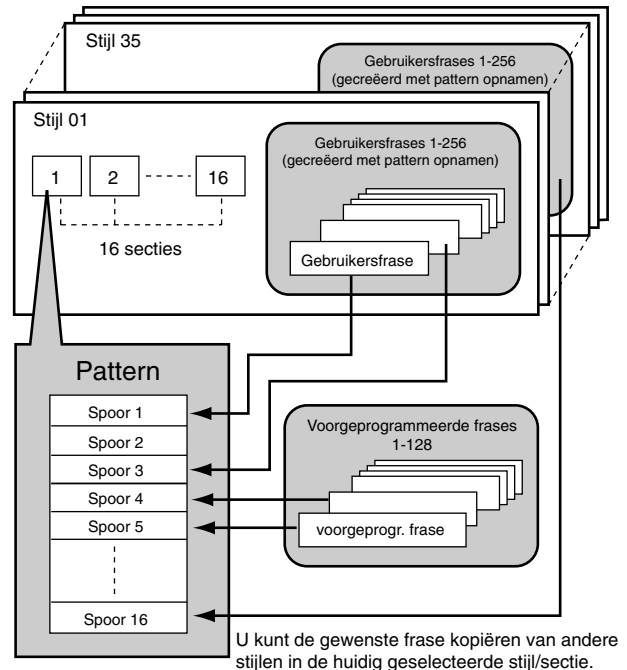 Stijl 35
Gebruikersfrases 1-256
(gecreëerd met pattern opnamen)
Stijl 01
Gebruikersfrases 1-256
(gecreëerd met pattern opnamen)
1
2
16
16 secties
Gebruikersfrase
Pattern
Spoor 1
Spoor 2
Spoor 3
Spoor 4
Spoor 5
Spoor 16
Voorgeprogrammeerde frases
1-128
voorgeprogr. frase
U kunt de gewenste frase kopiëren van andere
stijlen in de huidig geselecteerde stijl/sectie.